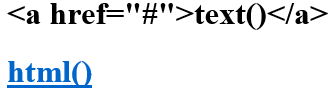 <a href="#">text()</a>
html()